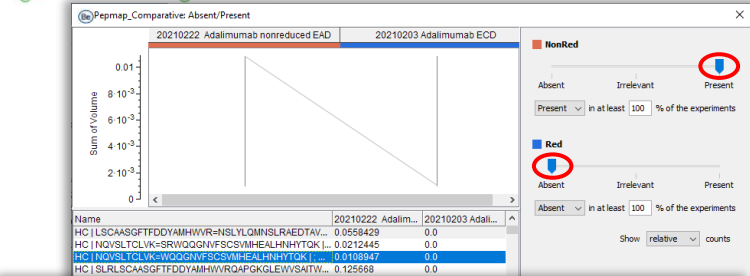 Be Pepmap_Comparative: Absent/Present
20210222 Adalimumab nonreduced EAD 20210203 Adalimumab ECD
Sum of Volume
0.01
8·10-3
6·10-3
4·10-3
2·10-3
0
Name 20210222 Adalim... 20210203 Adali...
HC | LSCAASGFTFDDYAMHWVR=NSLYLQMNSLRAEDTAV... 0.0558429 0.0
HC | NQVSLTCLVK=SRWQQGNVFSCSVMHEALHNHYTQK |... 0.0212445 0.0
HC | NQVSLTCLVK=WQQGNVFSCSVMHEALHNHYTQK | ; ... 0.0108947 0.0
HC | SLRLSCAASGFTFDDYAMHWVRQAPGKGLEWVSAITW... 0.125668 0.0
NonRed
Absent Irrelevant Present
Present in at least 100 % of the experiments
Red
Absent Irrelevant Present
Absent in at least 100 % of the experiments
Show relative counts